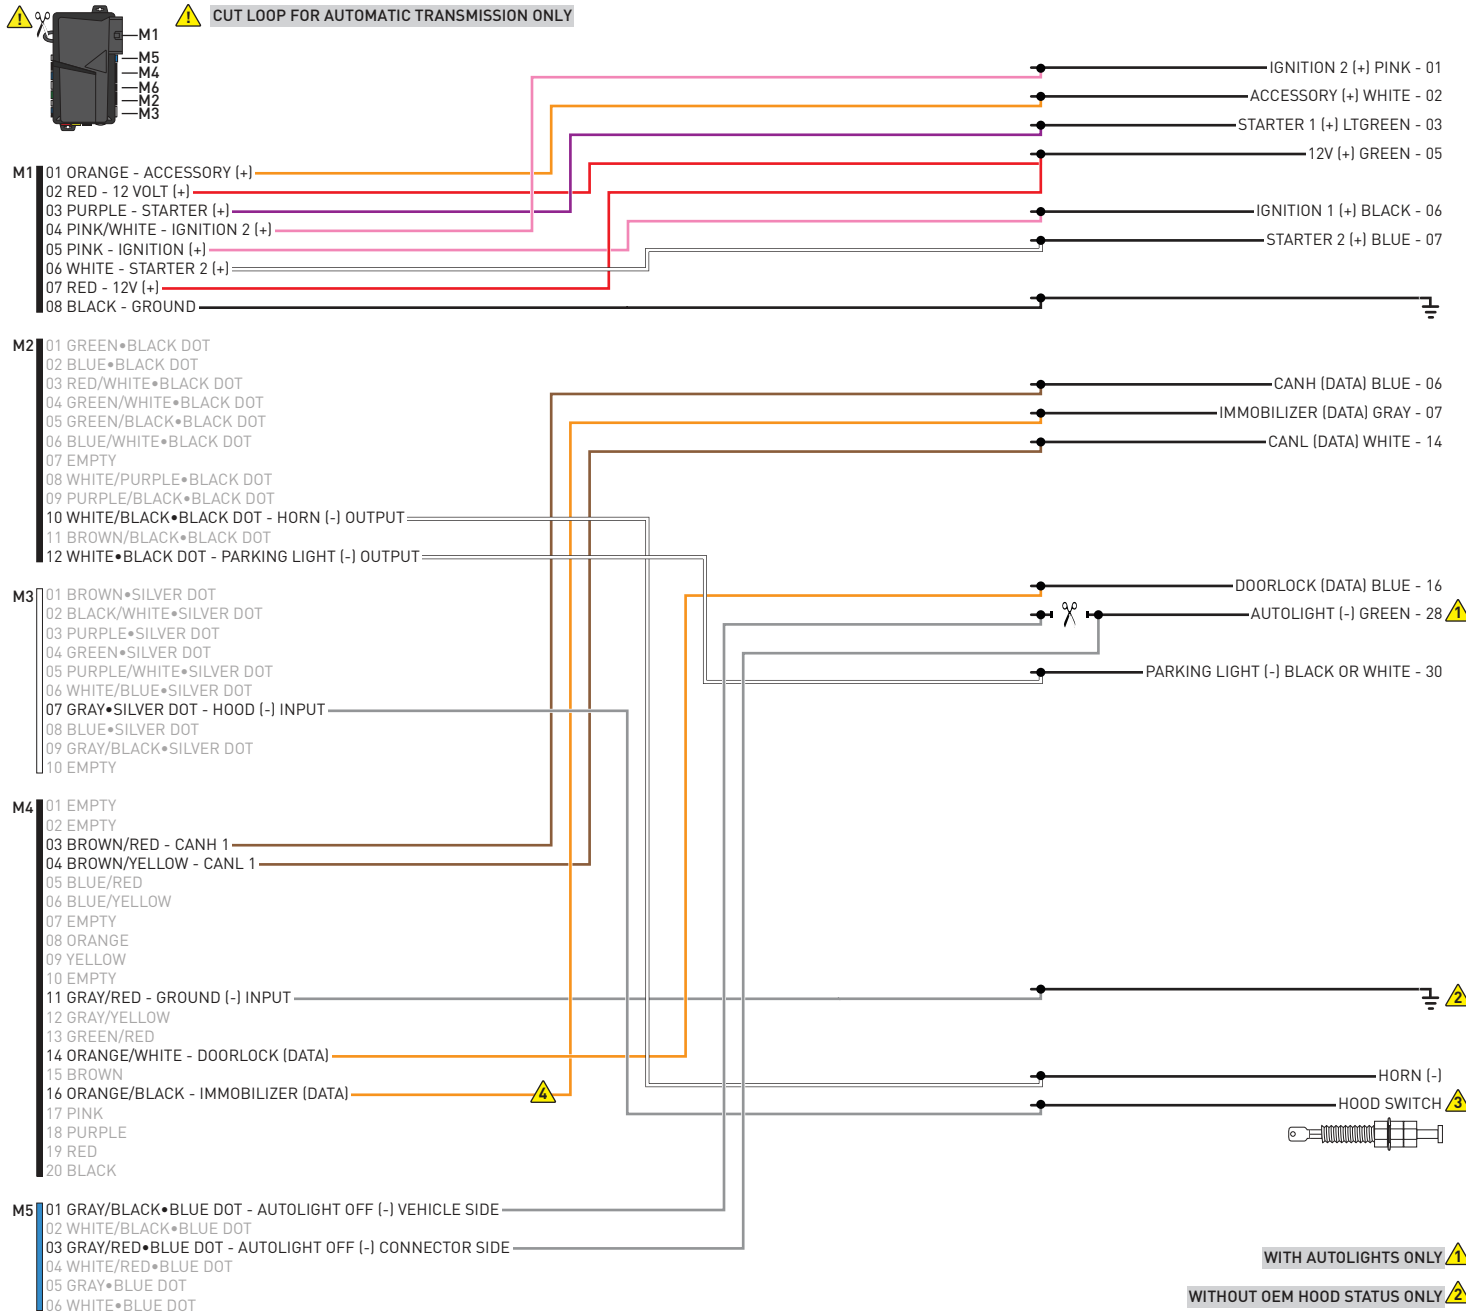 CUT LOOP FOR AUTOMATIC TRANSMISSION ONLY
M1
M5
M4
M6
M2
M3
IGNITION 2 (+) PINK - 01
ACCESSORY (+) WHITE - 02
STARTER 1 (+) LTGREEN - 03
12V (+) GREEN - 05
IGNITION 1 (+) BLACK - 06
STARTER 2 (+) BLUE - 07
M1
01 ORANGE - ACCESSORY (+)
02 RED - 12 VOLT (+)
03 PURPLE - STARTER (+)
04 PINK/WHITE - IGNITION 2 (+)
05 PINK - IGNITION (+)
06 WHITE - STARTER 2 (+)
07 RED - 12V (+)
08 BLACK - GROUND
M2
01 GREEN•BLACK DOT
02 BLUE•BLACK DOT
03 RED/WHITE•BLACK DOT
04 GREEN/WHITE•BLACK DOT
05 GREEN/BLACK•BLACK DOT
06 BLUE/WHITE•BLACK DOT
07 EMPTY
08 WHITE/PURPLE•BLACK DOT
09 PURPLE/BLACK•BLACK DOT
10 WHITE/BLACK•BLACK DOT - HORN (-) OUTPUT
11 BROWN/BLACK•BLACK DOT
12 WHITE•BLACK DOT - PARKING LIGHT (-) OUTPUT
CANH (DATA) BLUE - 06
IMMOBILIZER (DATA) GRAY - 07
CANL (DATA) WHITE - 14
M3
01 BROWN•SILVER DOT
02 BLACK/WHITE•SILVER DOT
03 PURPLE•SILVER DOT
04 GREEN•SILVER DOT
05 PURPLE/WHITE•SILVER DOT
06 WHITE/BLUE•SILVER DOT
07 GRAY•SILVER DOT - HOOD (-) INPUT
08 BLUE•SILVER DOT
09 GRAY/BLACK•SILVER DOT
10 EMPTY
DOORLOCK (DATA) BLUE - 16
AUTOLIGHT (-) GREEN - 28 1
PARKING LIGHT (-) BLACK OR WHITE - 30
M4
01 EMPTY
02 EMPTY
03 BROWN/RED - CANH 1
04 BROWN/YELLOW - CANL 1
05 BLUE/RED
06 BLUE/YELLOW
07 EMPTY
08 ORANGE
09 YELLOW
10 EMPTY
11 GRAY/RED - GROUND (-) INPUT
12 GRAY/YELLOW
13 GREEN/RED
14 ORANGE/WHITE - DOORLOCK (DATA)
15 BROWN
16 ORANGE/BLACK - IMMOBILIZER (DATA)
4
17 PINK
18 PURPLE
19 RED
20 BLACK
2
HORN (-)
HOOD SWITCH 3
M5
01 GRAY/BLACK•BLUE DOT - AUTOLIGHT OFF (-) VEHICLE SIDE
02 WHITE/BLACK•BLUE DOT
03 GRAY/RED•BLUE DOT - AUTOLIGHT OFF (-) CONNECTOR SIDE
04 WHITE/RED•BLUE DOT
05 GRAY•BLUE DOT
06 WHITE•BLUE DOT
WITH AUTOLIGHTS ONLY 1
WITHOUT OEM HOOD STATUS ONLY 2